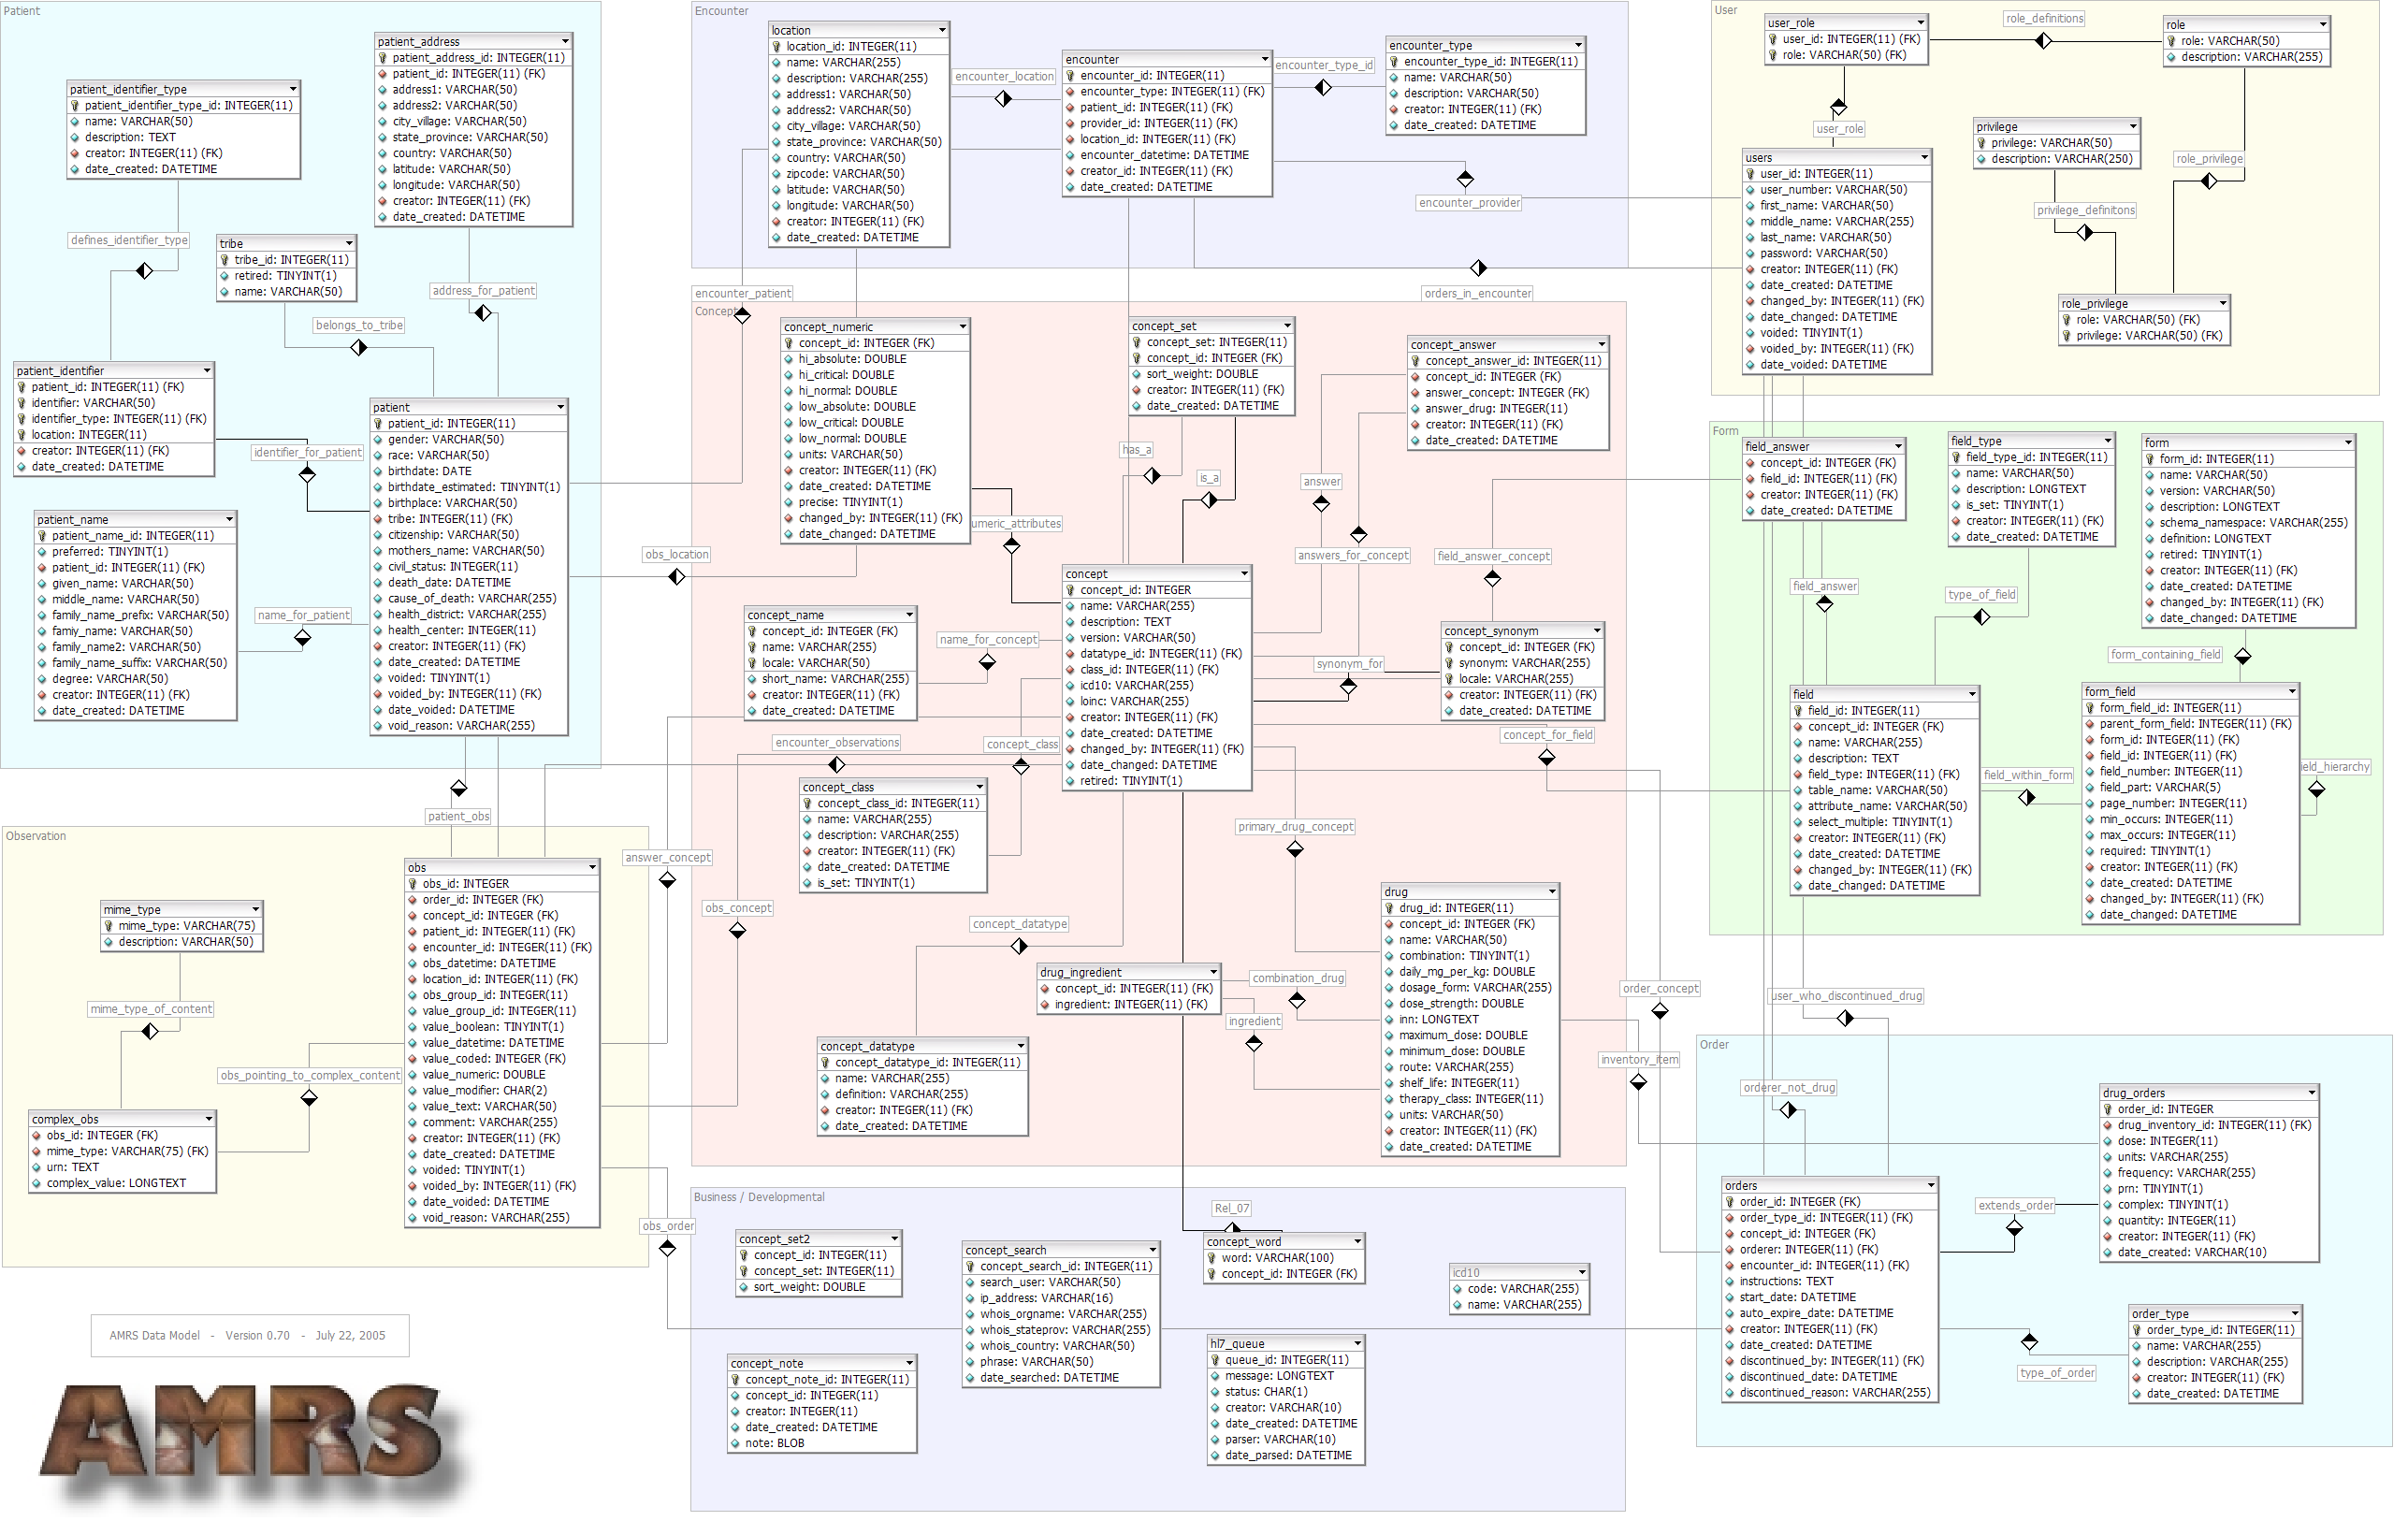 Patient
patient_address
patient_address_id: INTEGER(11)
patient_id: INTEGER(11) (FK)
address1: VARCHAR(50)
address2: VARCHAR(50)
city_village: VARCHAR(50)
state_province: VARCHAR(50)
country: VARCHAR(50)
latitude: VARCHAR(50)
longitude: VARCHAR(50)
creator: INTEGER(11) (FK)
date_created: DATETIME
patient_identifier_type
patient_identifier_type_id: INTEGER(11)
name: VARCHAR(50)
description: TEXT
creator: INTEGER(11) (FK)
date_created: DATETIME
defines_identifier_type
tribe
tribe_id: INTEGER(11)
retired: TINYINT(1)
name: VARCHAR(50)
address_for_patient
belongs_to_tribe
patient_identifier
patient_id: INTEGER(11) (FK)
identifier: VARCHAR(50)
identifier_type: INTEGER(11) (FK)
location: INTEGER(11)
creator: INTEGER(11) (FK)
date_created: DATETIME
identifier_for_patient
patient
patient_id: INTEGER(11)
gender: VARCHAR(50)
race: VARCHAR(50)
birthdate: DATE
birthdate_estimated: TINYINT(1)
birthplace: VARCHAR(50)
tribe: INTEGER(11) (FK)
citizenship: VARCHAR(50)
mothers_name: VARCHAR(50)
civil_status: INTEGER(11)
death_date: DATETIME
cause_of_death: VARCHAR(255)
health_district: VARCHAR(255)
health_center: INTEGER(11)
creator: INTEGER(11) (FK)
date_created: DATETIME
voided: TINYINT(1)
voided_by: INTEGER(11) (FK)
date_voided: DATETIME
void_reason: VARCHAR(255)
patient_name
patient_name_id: INTEGER(11)
preferred: TINYINT(1)
patient_id: INTEGER(11) (FK)
given_name: VARCHAR(50)
middle_name: VARCHAR(50)
family_name_prefix: VARCHAR(50)
famiy_name: VARCHAR(50)
family_name2: VARCHAR(50)
family_name_suffix: VARCHAR(50)
degree: VARCHAR(50)
creator: INTEGER(11) (FK)
date_created: DATETIME
name_for_patient
patient_obs
Encounter
location
location_id: INTEGER(11)
name: VARCHAR(255)
description: VARCHAR(255)
address1: VARCHAR(50)
address2: VARCHAR(50)
city_village: VARCHAR(50)
state_province: VARCHAR(50)
country: VARCHAR(50)
zipcode: VARCHAR(50)
latitude: VARCHAR(50)
longitude: VARCHAR(50)
creator: INTEGER(11) (FK)
date_created: DATETIME
encounter_location
encounter
encounter_id: INTEGER(11)
encounter_type: INTEGER(11) (FK)
patient_id: INTEGER(11) (FK)
provider_id: INTEGER(11) (FK)
location_id: INTEGER(11) (FK)
encounter_datetime: DATETIME
creator_id: INTEGER(11) (FK)
date_created: DATETIME
encounter_type_id
encounter_type
encounter_type_id: INTEGER(11)
name: VARCHAR(50)
description: VARCHAR(50)
creator: INTEGER(11) (FK)
date_created: DATETIME
encounter_provider
encounter_patient
orders_in_encounter
User
user_role
user_id: INTEGER(11) (FK)
role: VARCHAR(50) (FK)
role_definitions
role
role: VARCHAR(50)
description: VARCHAR(255)
user_role
privilege
privilege: VARCHAR(50)
description: VARCHAR(250)
role_privilege
users
user_id: INTEGER(11)
user_number: VARCHAR(50)
first_name: VARCHAR(50)
middle_name: VARCHAR(255)
last_name: VARCHAR(50)
password: VARCHAR(50)
creator: INTEGER(11) (FK)
date_created: DATETIME
changed_by: INTEGER(11) (FK)
date_changed: DATETIME
voided: TINYINT(1)
voided_by: INTEGER(11) (FK)
date_voided: DATETIME
privilege_definitons
role_privilege
role: VARCHAR(50) (FK)
privilege: VARCHAR(50) (FK)
Concept
concept_numeric
concept_id: INTEGER (FK)
hi_absolute: DOUBLE
hi_critical: DOUBLE
hi_normal: DOUBLE
low_absolute: DOUBLE
low_critical: DOUBLE
low_normal: DOUBLE
units: VARCHAR(50)
creator: INTEGER(11) (FK)
date_created: DATETIME
precise: TINYINT(1)
changed_by: INTEGER(11) (FK)
date_changed: DATETIME
concept_set
concept_set: INTEGER(11)
concept_id: INTEGER (FK)
sort_weight: DOUBLE
creator: INTEGER(11) (FK)
date_created: DATETIME
concept_answer
concept_answer_id: INTEGER(11)
concept_id: INTEGER (FK)
answer_concept: INTEGER (FK)
answer_drug: INTEGER(11)
creator: INTEGER(11) (FK)
date_created: DATETIME
has_a
is_a
answer
umeric_attributes
answers_for_concept
field_answer_concept
obs_location
concept
concept_id: INTEGER
name: VARCHAR(255)
description: TEXT
version: VARCHAR(50)
datatype_id: INTEGER(11) (FK)
class_id: INTEGER(11) (FK)
icd10: VARCHAR(255)
loinc: VARCHAR(255)
creator: INTEGER(11) (FK)
date_created: DATETIME
changed_by: INTEGER(11) (FK)
date_changed: DATETIME
retired: TINYINT(1)
concept_name
concept_id: INTEGER (FK)
name: VARCHAR(255)
locale: VARCHAR(50)
short_name: VARCHAR(255)
creator: INTEGER(11) (FK)
date_created: DATETIME
name_for_concept
synonym_for
concept_synonym
concept_id: INTEGER (FK)
synonym: VARCHAR(255)
locale: VARCHAR(255)
creator: INTEGER(11) (FK)
date_created: DATETIME
encounter_observations
concept_class
concept_for_field
concept_class
concept_class_id: INTEGER(11)
name: VARCHAR(255)
description: VARCHAR(255)
creator: INTEGER(11) (FK)
date_created: DATETIME
is_set: TINYINT(1)
primary_drug_concept
answer_concept
obs_concept
concept_datatype
drug
drug_id: INTEGER(11)
concept_id: INTEGER (FK)
name: VARCHAR(50)
combination: TINYINT(1)
daily_mg_per_kg: DOUBLE
dosage_form: VARCHAR(255)
dose_strength: DOUBLE
inn: LONGTEXT
maximum_dose: DOUBLE
minimum_dose: DOUBLE
route: VARCHAR(255)
shelf_life: INTEGER(11)
therapy_class: INTEGER(11)
units: VARCHAR(50)
creator: INTEGER(11) (FK)
date_created: DATETIME
drug_ingredient
concept_id: INTEGER(11) (FK)
ingredient: INTEGER(11) (FK)
combination_drug
ingredient
concept_datatype
concept_datatype_id: INTEGER(11)
name: VARCHAR(255)
definition: VARCHAR(255)
creator: INTEGER(11) (FK)
date_created: DATETIME
order_concept
inventory_item
Form
field_answer
concept_id: INTEGER (FK)
field_id: INTEGER(11) (FK)
creator: INTEGER(11) (FK)
date_created: DATETIME
field_type
field_type_id: INTEGER(11)
name: VARCHAR(50)
description: LONGTEXT
is_set: TINYINT(1)
creator: INTEGER(11) (FK)
date_created: DATETIME
form
form_id: INTEGER(11)
name: VARCHAR(50)
version: VARCHAR(50)
description: LONGTEXT
schema_namespace: VARCHAR(255)
definition: LONGTEXT
retired: TINYINT(1)
creator: INTEGER(11) (FK)
date_created: DATETIME
changed_by: INTEGER(11) (FK)
date_changed: DATETIME
field_answer
type_of_field
form_containing_field
field
field_id: INTEGER(11)
concept_id: INTEGER (FK)
name: VARCHAR(255)
description: TEXT
field_type: INTEGER(11) (FK)
table_name: VARCHAR(50)
attribute_name: VARCHAR(50)
select_multiple: TINYINT(1)
creator: INTEGER(11) (FK)
date_created: DATETIME
changed_by: INTEGER(11) (FK)
date_changed: DATETIME
field_within_form
form_field
form_field_id: INTEGER(11)
parent_form_field: INTEGER(11) (FK)
form_id: INTEGER(11) (FK)
field_id: INTEGER(11) (FK)
field_number: INTEGER(11)
field_part: VARCHAR(5)
page_number: INTEGER(11)
min_occurs: INTEGER(11)
max_occurs: INTEGER(11)
required: TINYINT(1)
creator: INTEGER(11) (FK)
date_created: DATETIME
changed_by: INTEGER(11) (FK)
date_changed: DATETIME
ield_hierarchy
Observation
obs
obs_id: INTEGER
order_id: INTEGER (FK)
concept_id: INTEGER (FK)
patient_id: INTEGER(11) (FK)
encounter_id: INTEGER(11) (FK)
obs_datetime: DATETIME
location_id: INTEGER(11) (FK)
obs_group_id: INTEGER(11)
value_group_id: INTEGER(11)
value_boolean: TINYINT(1)
value_datetime: DATETIME
value_coded: INTEGER (FK)
value_numeric: DOUBLE
value_modifier: CHAR(2)
value_text: VARCHAR(50)
comment: VARCHAR(255)
creator: INTEGER(11) (FK)
date_created: DATETIME
voided: TINYINT(1)
voided_by: INTEGER(11) (FK)
date_voided: DATETIME
void_reason: VARCHAR(255)
mime_type
mime_type: VARCHAR(75)
description: VARCHAR(50)
mime_type_of_content
obs_pointing_to_complex_content
complex_obs
obs_id: INTEGER (FK)
mime_type: VARCHAR(75) (FK)
urn: TEXT
complex_value: LONGTEXT
obs_order
user_who_discontinued_drug
Order
orderer_not_drug
drug_orders
order_id: INTEGER
drug_inventory_id: INTEGER(11) (FK)
dose: INTEGER(11)
units: VARCHAR(255)
frequency: VARCHAR(255)
prn: TINYINT(1)
complex: TINYINT(1)
quantity: INTEGER(11)
creator: INTEGER(11) (FK)
date_created: VARCHAR(10)
orders
order_id: INTEGER (FK)
order_type_id: INTEGER(11) (FK)
concept_id: INTEGER (FK)
orderer: INTEGER(11) (FK)
encounter_id: INTEGER(11) (FK)
instructions: TEXT
start_date: DATETIME
auto_expire_date: DATETIME
creator: INTEGER(11) (FK)
date_created: DATETIME
discontinued_by: INTEGER(11) (FK)
discontinued_date: DATETIME
discontinued_reason: VARCHAR(255)
extends_order
order_type
order_type_id: INTEGER(11)
name: VARCHAR(255)
description: VARCHAR(255)
creator: INTEGER(11) (FK)
date_created: DATETIME
type_of_order
Business / Developmental
Rel_07
concept_set2
concept_id: INTEGER(11)
concept_set: INTEGER(11)
sort_weight: DOUBLE
concept_search
concept_search_id: INTEGER(11)
search_user: VARCHAR(50)
ip_address: VARCHAR(16)
whois_orgname: VARCHAR(255)
whois_stateprov: VARCHAR(255)
whois_country: VARCHAR(50)
phrase: VARCHAR(50)
date_searched: DATETIME
concept_word
word: VARCHAR(100)
concept_id: INTEGER (FK)
icd10
code: VARCHAR(255)
name: VARCHAR(255)
concept_note
concept_note_id: INTEGER(11)
concept_id: INTEGER(11)
creator: INTEGER(11)
date_created: DATETIME
note: BLOB
hl7_queue
queue_id: INTEGER(11)
message: LONGTEXT
status: CHAR(1)
creator: VARCHAR(10)
date_created: DATETIME
parser: VARCHAR(10)
date_parsed: DATETIME
AMRS Data Model - Version 0.70 - July 22, 2005
AMRS